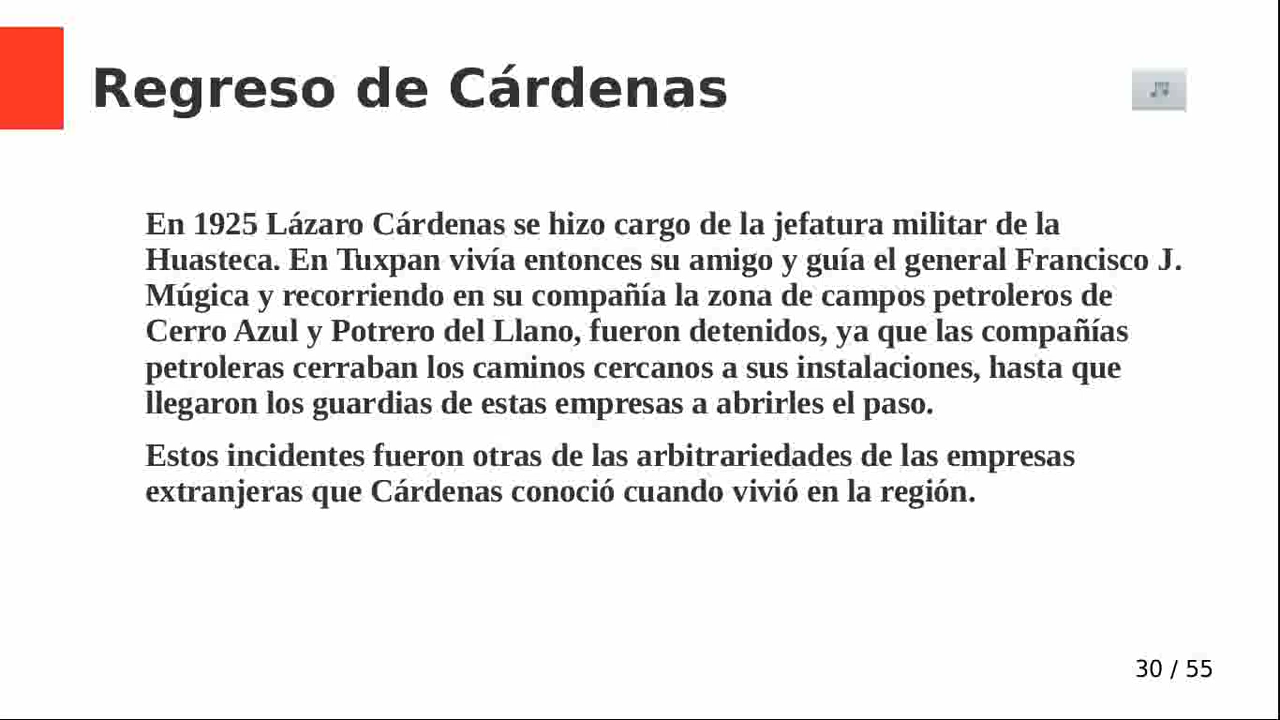 Regreso de Cárdenas
En 1925 Lázaro Cárdenas se hizo cargo de la jefatura militar de la
Huasteca. En Tuxpan vivía entonces su amigo y guía el general Francisco J.
Múgica y recorriendo en su compañía la zona de campos petroleros de
Cerro Azul y Potrero del Llano, fueron detenidos, ya que las compañías
petroleras cerraban los caminos cercanos a sus instalaciones, hasta que
llegaron los guardias de estas empresas a abrirles el paso.
Estos incidentes fueron otras de las arbitrariedades de las empresas
extranjeras que Cárdenas conoció cuando vivió en la región.
30 / 55